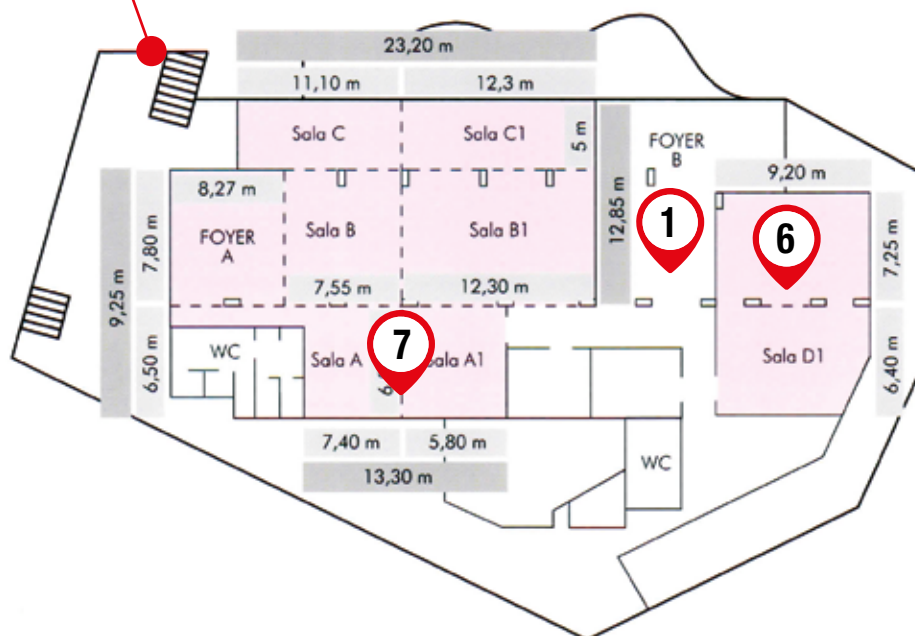 23,20 m
11,10 m
12,3 m
Sala C
Sala C1
5 m
FOYER
B
9,20 m
8,27 m
FOYER
A
Sala B
Sala B1
12,85 m
1
6
7,25 m
7,80 m
9,25 m
7,55 m
12,30 m
6,50 m
WC
Sala A
7
Sala A1
Sala D1
6,40 m
7,40 m
5,80 m
13,30 m
WC